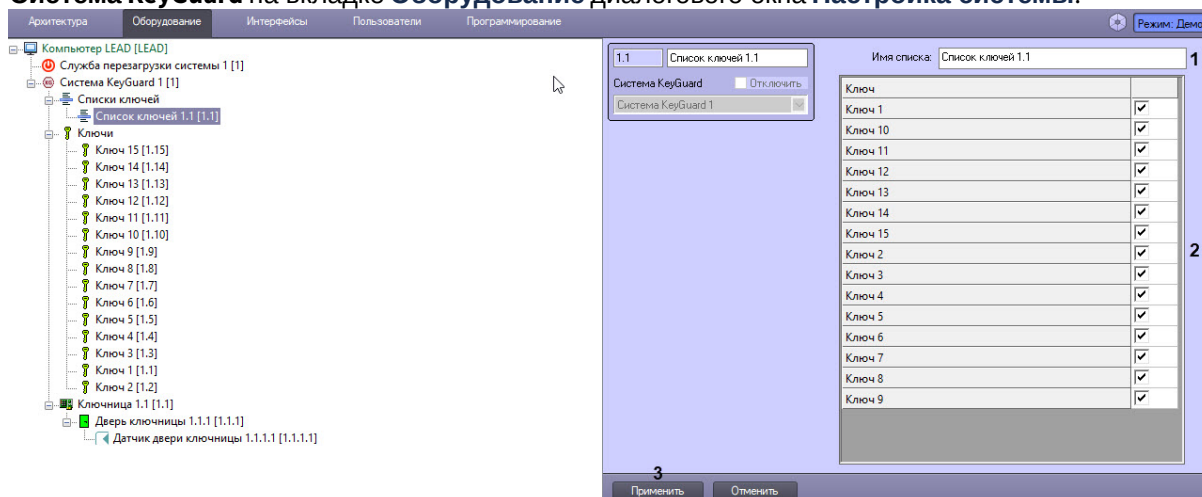 Система KeyGuard на вкладке Оборудование диалогового окна Настройка системы.
Архитектура Оборудование Интерфейсы Пользователи Программирование Режим: Демо
Компьютер LEAD [LEAD]
Служба перезагрузки системы 1 [1]
Система KeyGuard 1 [1]
Списки ключей
Список ключей 1.1 [1.1]
Ключи
Ключ 15 [1.15]
Ключ 14 [1.14]
Ключ 13 [1.13]
Ключ 12 [1.12]
Ключ 11 [1.11]
Ключ 10 [1.10]
Ключ 9 [1.9]
Ключ 8 [1.8]
Ключ 7 [1.7]
Ключ 6 [1.6]
Ключ 5 [1.5]
Ключ 4 [1.4]
Ключ 3 [1.3]
Ключ 1 [1.1]
Ключ 2 [1.2]
Ключница 1.1 [1.1]
Дверь ключницы 1.1.1 [1.1.1]
Датчик двери ключницы 1.1.1.1 [1.1.1.1]
1.1 Список ключей 1.1
Система KeyGuard Отключить
Система KeyGuard 1
Имя списка: Список ключей 1.1 1
Ключ
Ключ 1
Ключ 10
Ключ 11
Ключ 12
Ключ 13
Ключ 14
Ключ 15
Ключ 2 2
Ключ 3
Ключ 4
Ключ 5
Ключ 6
Ключ 7
Ключ 8
Ключ 9
3
Применить Отменить